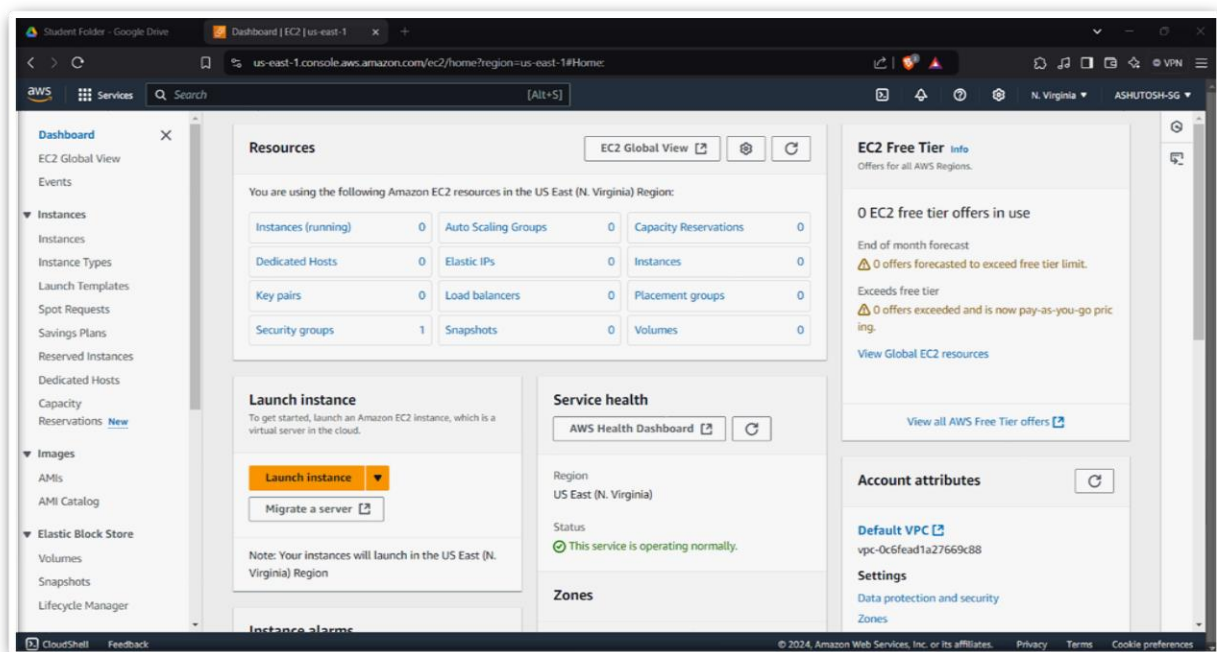 Student Folder - Google Drive
Dashboard | EC2 | us-east-1
us-east-1.console.aws.amazon.com/ec2/home?region=us-east-1#Home:
VPN
aws
Services
Search
[Alt+S]
N. Virginia
ASHUTOSH-SG
Dashboard
EC2 Global View
Events
Instances
Instances
Instance Types
Launch Templates
Spot Requests
Savings Plans
Reserved Instances
Dedicated Hosts
Capacity
Reservations New
Images
AMIs
AMI Catalog
Elastic Block Store
Volumes
Snapshots
Lifecycle Manager
Resources
EC2 Global View
You are using the following Amazon EC2 resources in the US East (N. Virginia) Region:
Instances (running) 0
Auto Scaling Groups 0
Capacity Reservations 0
Dedicated Hosts 0
Elastic IPs 0
Instances 0
Key pairs 0
Load balancers 0
Placement groups 0
Security groups 1
Snapshots 0
Volumes 0
Launch instance
To get started, launch an Amazon EC2 instance, which is a
virtual server in the cloud.
Launch instance
Migrate a server
Note: Your instances will launch in the US East (N.
Virginia) Region
Instance alarms
Service health
AWS Health Dashboard
Region
US East (N. Virginia)
Status
This service is operating normally.
Zones
EC2 Free Tier Info
Offers for all AWS Regions.
0 EC2 free tier offers in use
End of month forecast
0 offers forecasted to exceed free tier limit.
Exceeds free tier
0 offers exceeded and is now pay-as-you-go pric
ing.
View Global EC2 resources
View all AWS Free Tier offers
Account attributes
Default VPC
vpc-0c6fead1a27669c88
Settings
Data protection and security
Zones
CloudShell
Feedback
© 2024, Amazon Web Services, Inc. or its affiliates.
Privacy
Terms
Cookie preferences